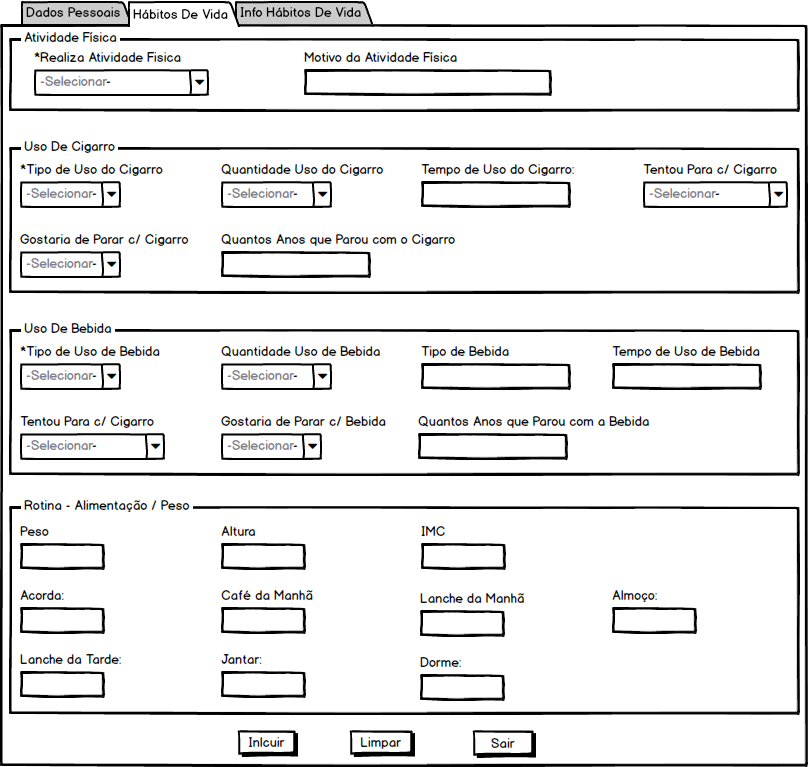 Dados Pessoais Hábitos De Vida Info Hábitos De Vida
Atividade Física
*Realiza Atividade Fisica Motivo da Atividade Física
-Selecionar-
Uso De Cigarro
*Tipo de Uso do Cigarro Quantidade Uso do Cigarro Tempo de Uso do Cigarro: Tentou Para c/ Cigarro
-Selecionar- -Selecionar- -Selecionar-
Gostaria de Parar c/ Cigarro Quantos Anos que Parou com o Cigarro
-Selecionar-
Uso De Bebida
*Tipo de Uso de Bebida Quantidade Uso de Bebida Tipo de Bebida Tempo de Uso de Bebida
-Selecionar- -Selecionar-
Tentou Para c/ Cigarro Gostaria de Parar c/ Bebida Quantos Anos que Parou com a Bebida
-Selecionar- -Selecionar-
Rotina - Alimentação / Peso
Peso Altura IMC
Acorda: Café da Manhã Lanche da Manhã Almoço:
Lanche da Tarde: Jantar: Dorme:
Inlcuir Limpar Sair